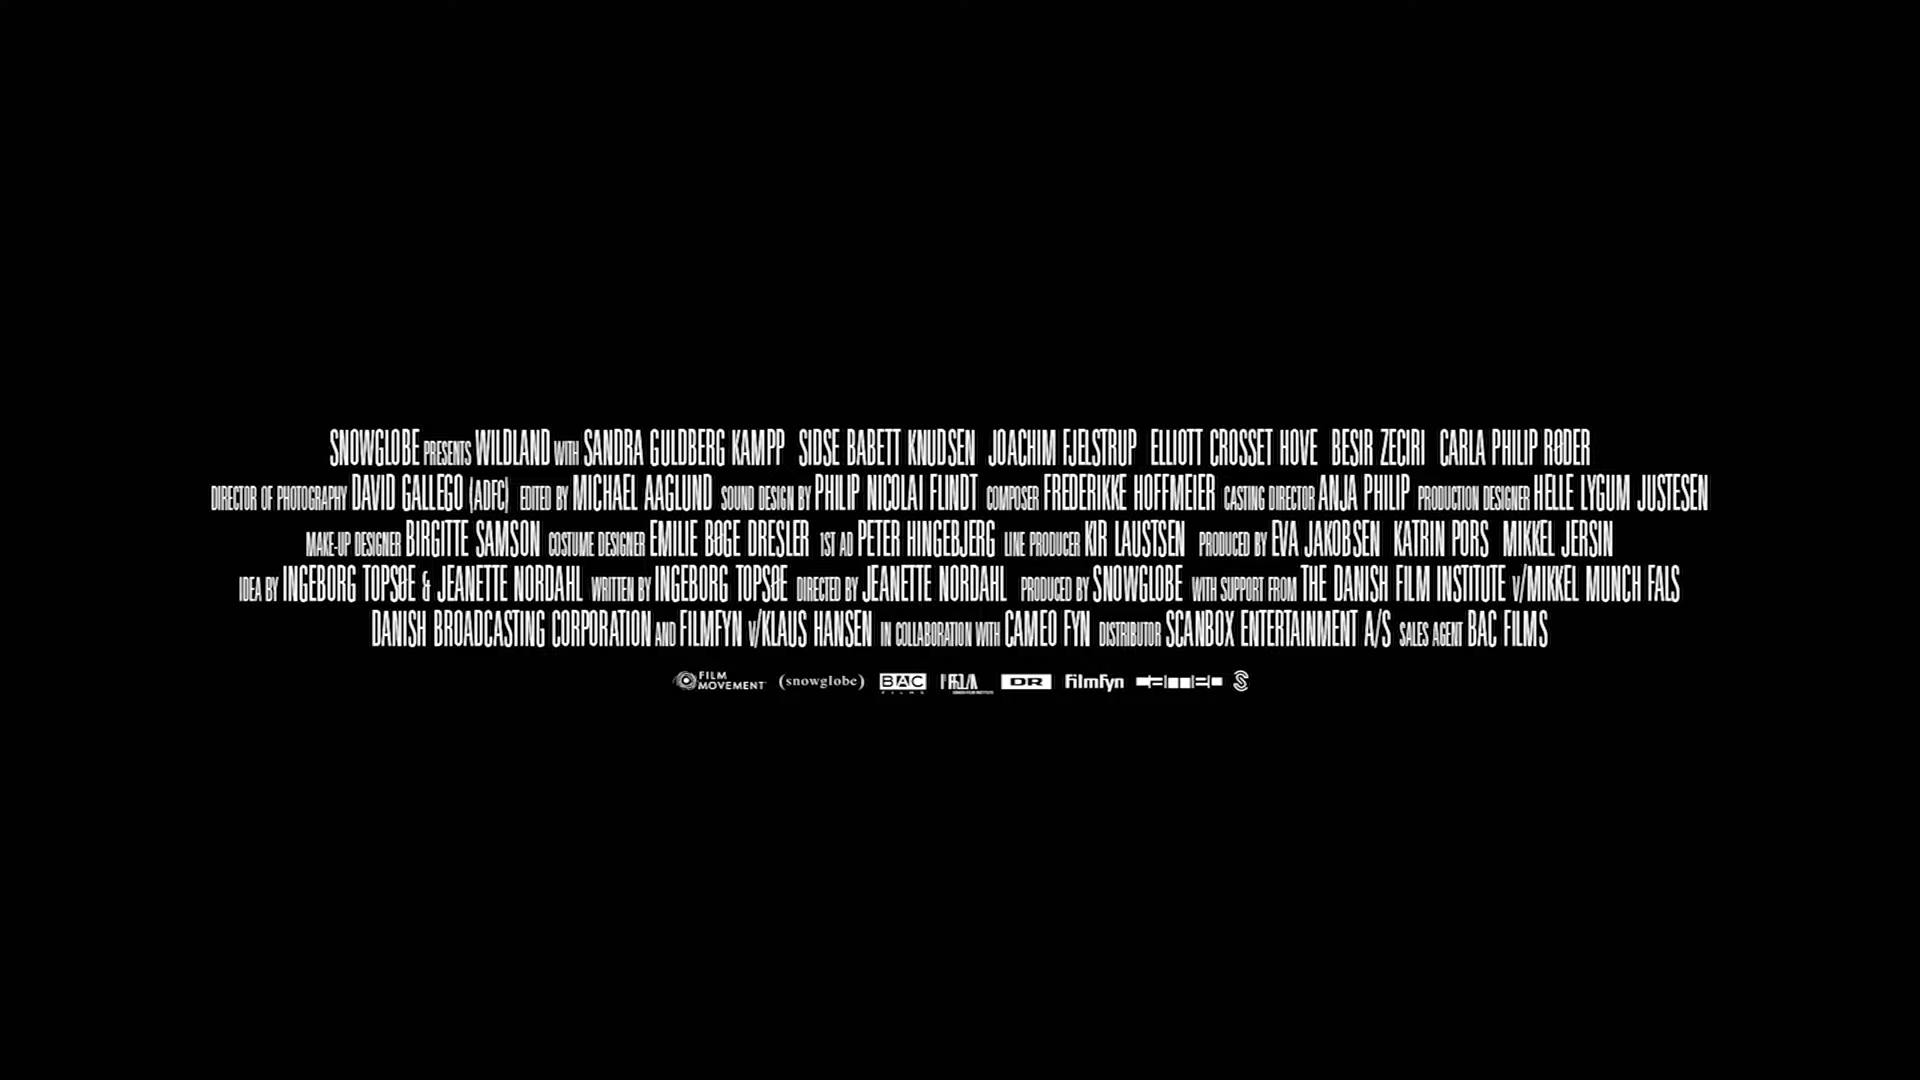 SNOWGLOBE PRESENTS WILDLAND WITH SANDRA GULDBERG KAMPP SIDSE BABETT KNUDSEN JOACHIM FJELSTRUP ELLIOTT CROSSET HOVE BESIR ZECIRI CARLA PHILIP RØDER
DIRECTOR OF PHOTOGRAPHY DAVID GALLEGO (ADFC) EDITED BY MICHAEL AAGLUND SOUND DESIGN BY PHILIP NICOLAI FLINDT COMPOSER FREDERIKKE HOFFMEIER CASTING DIRECTOR ANJA PHILIP PRODUCTION DESIGNER HELLE LYGUM JUSTESEN
MAKE-UP DESIGNER BIRGITTE SAMSON COSTUME DESIGNER EMILIE BØGE DRESLER 1ST AD PETER HINGEBJERG LINE PRODUCER KIR LAUSTSEN PRODUCED BY EVA JAKOBSEN KATRIN PORS MIKKEL JERSIN
IDEA BY INGEBORG TOPSØE & JEANETTE NORDAHL WRITTEN BY INGEBORG TOPSØE DIRECTED BY JEANETTE NORDAHL PRODUCED BY SNOWGLOBE WITH SUPPORT FROM THE DANISH FILM INSTITUTE V/MIKKEL MUNCH FALS
DANISH BROADCASTING CORPORATION AND FILMFYN V/KLAUS HANSEN IN COLLABORATION WITH CAMEO FYN DISTRIBUTOR SCANBOX ENTERTAINMENT A/S SALES AGENT BAC FILMS
FILM MOVEMENT (snowglobe) BAC FILMS DR filmfyn